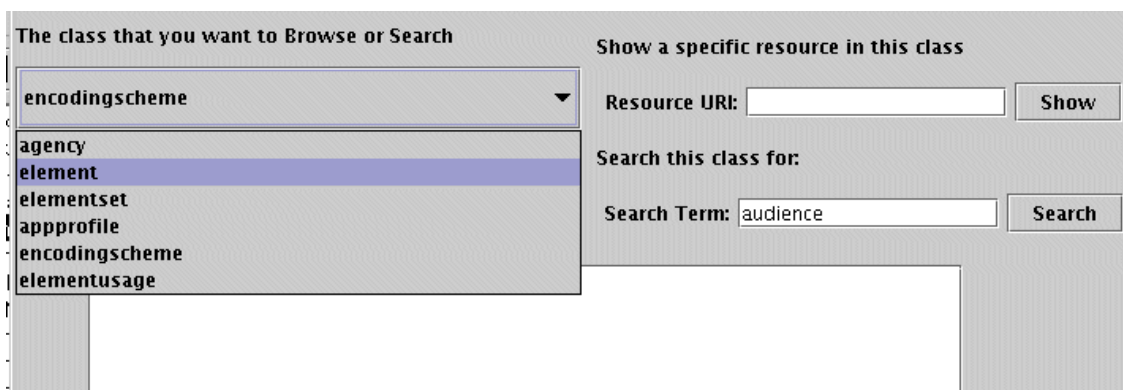 The class that you want to Browse or Search
encodingscheme
agency
element
elementset
appprofile
encodingscheme
elementusage
Show a specific resource in this class
Resource URI: Show
Search this class for:
Search Term: audience Search